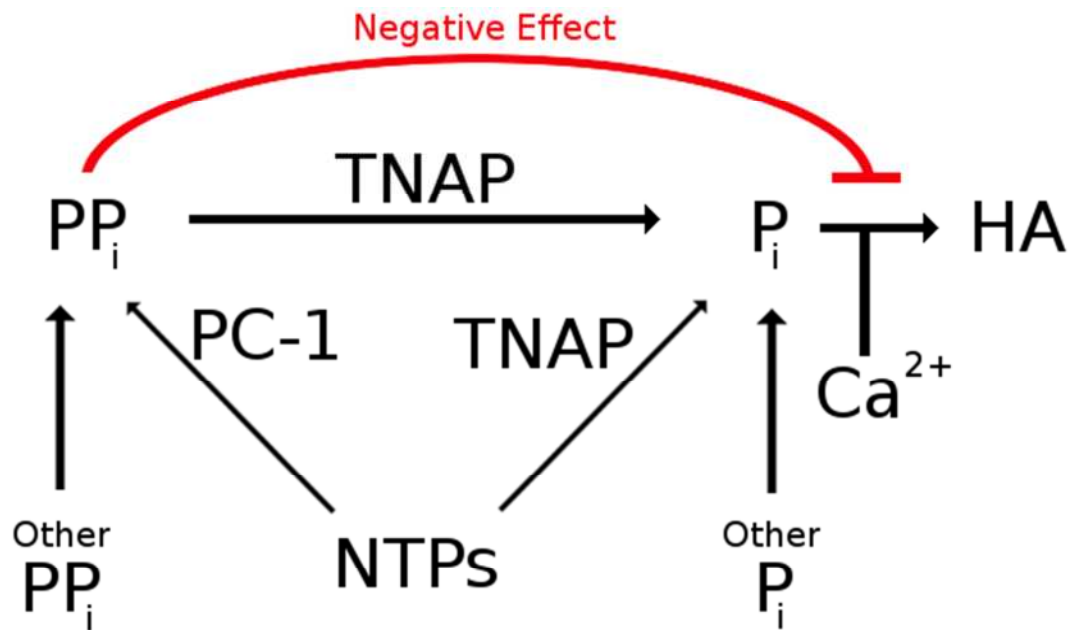 Negative Effect
TNAP
PPi
Pi
HA
PC-1
TNAP
Ca2+
Other
PPi
NTPs
Other
Pi